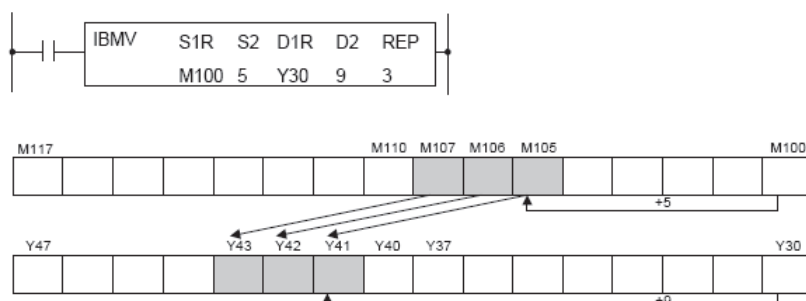 IBMV S1R S2 D1R D2 REP
M100 5 Y30 9 3
M117 M110 M107 M106 M105 M100
+5
Y47 Y43 Y42 Y41 Y40 Y37 Y30
+9